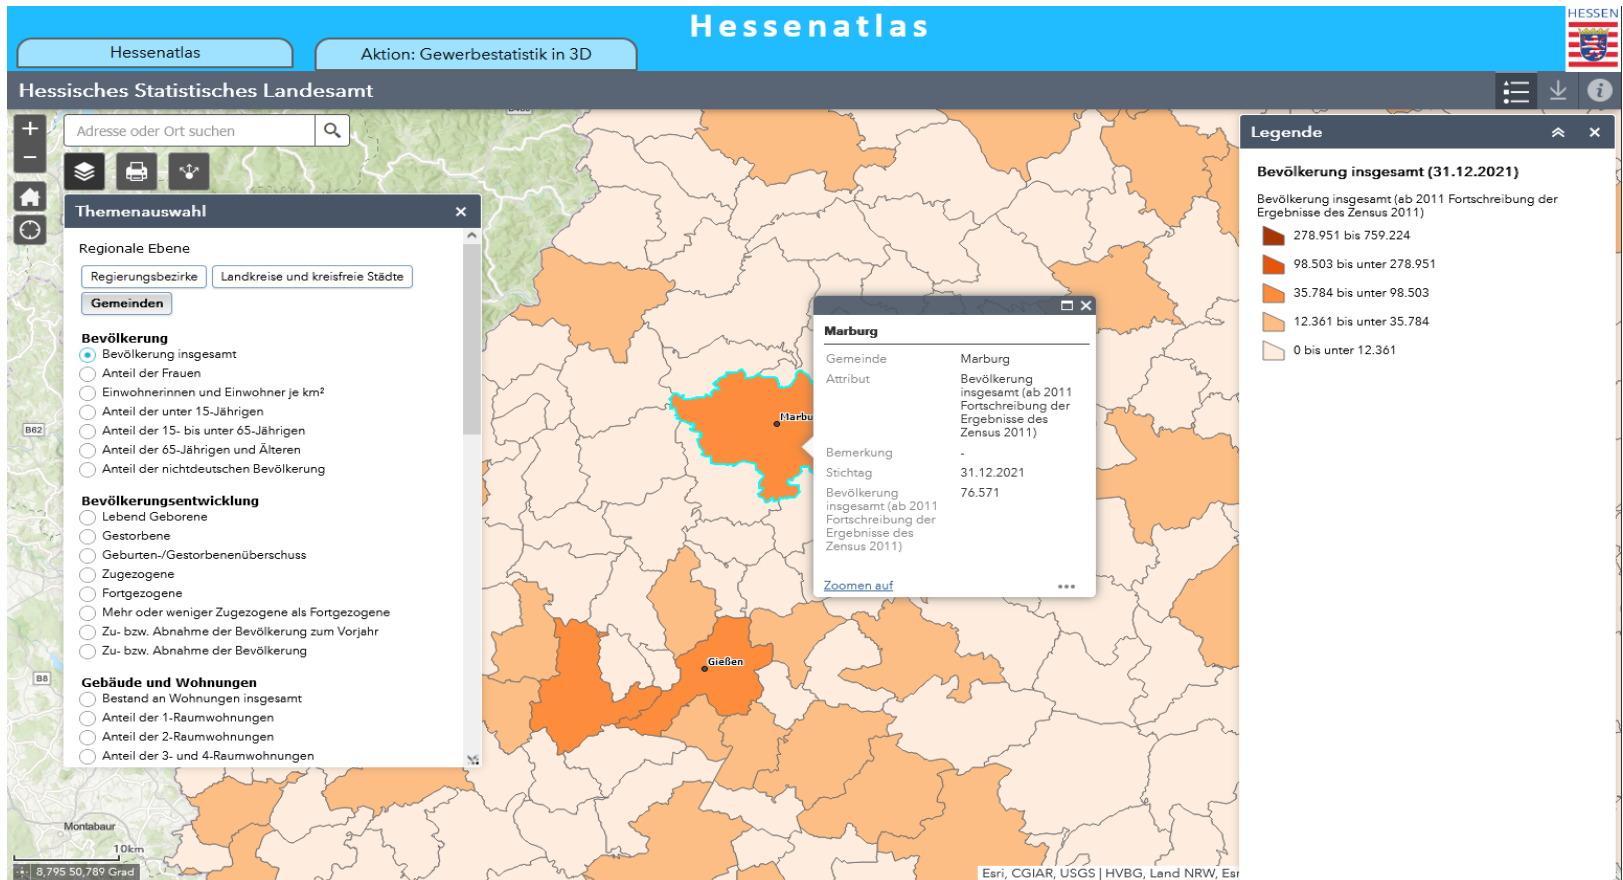 Hessenatlas
HESSEN
Hessenatlas
Aktion: Gewerbestatistik in 3D
Hessisches Statistisches Landesamt
Adresse oder Ort suchen
Themenauswahl
Regionale Ebene
Regierungsbezirke
Landkreise und kreisfreie Städte
Gemeinden
Bevölkerung
Bevölkerung insgesamt
Anteil der Frauen
Einwohnerinnen und Einwohner je km²
Anteil der unter 15-Jährigen
Anteil der 15- bis unter 65-Jährigen
Anteil der 65-Jährigen und Älteren
Anteil der nichtdeutschen Bevölkerung
Bevölkerungsentwicklung
Lebend Geborene
Gestorbene
Geburten-/Gestorbenenüberschuss
Zugezogene
Fortgezogene
Mehr oder weniger Zugezogene als Fortgezogene
Zu- bzw. Abnahme der Bevölkerung zum Vorjahr
Zu- bzw. Abnahme der Bevölkerung
Gebäude und Wohnungen
Bestand an Wohnungen insgesamt
Anteil der 1-Raumwohnungen
Anteil der 2-Raumwohnungen
Anteil der 3- und 4-Raumwohnungen
B62
B8
Montabaur
10km
8,795 50,789 Grad
Marbu
Gießen
Marburg
Gemeinde Marburg
Attribut Bevölkerung
insgesamt (ab 2011
Fortschreibung der
Ergebnisse des
Zensus 2011)
Bemerkung -
Stichtag 31.12.2021
Bevölkerung 76.571
insgesamt (ab 2011
Fortschreibung der
Ergebnisse des
Zensus 2011)
Zoomen auf
Legende
Bevölkerung insgesamt (31.12.2021)
Bevölkerung insgesamt (ab 2011 Fortschreibung der
Ergebnisse des Zensus 2011)
278.951 bis 759.224
98.503 bis unter 278.951
35.784 bis unter 98.503
12.361 bis unter 35.784
0 bis unter 12.361
Esri, CGIAR, USGS | HVBG, Land NRW, Esr